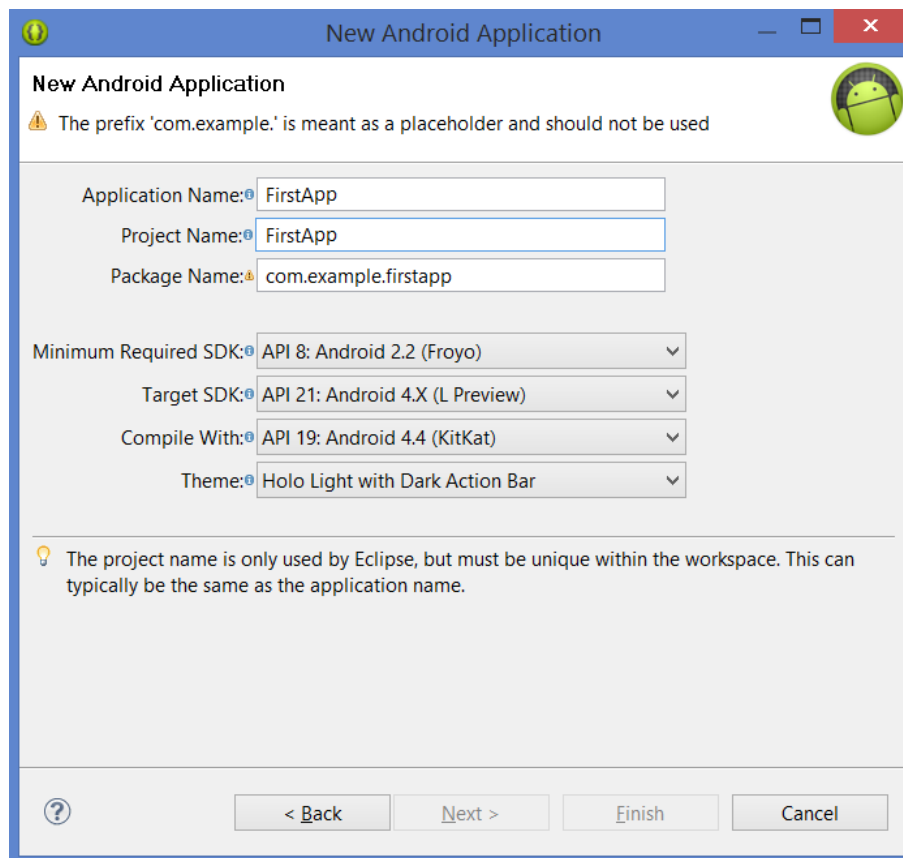 New Android Application
New Android Application
The prefix 'com.example.' is meant as a placeholder and should not be used
Application Name: FirstApp
Project Name: FirstApp
Package Name: com.example.firstapp
Minimum Required SDK: API 8: Android 2.2 (Froyo)
Target SDK: API 21: Android 4.X (L Preview)
Compile With: API 19: Android 4.4 (KitKat)
Theme: Holo Light with Dark Action Bar
The project name is only used by Eclipse, but must be unique within the workspace. This can
typically be the same as the application name.
? < Back Next > Finish Cancel